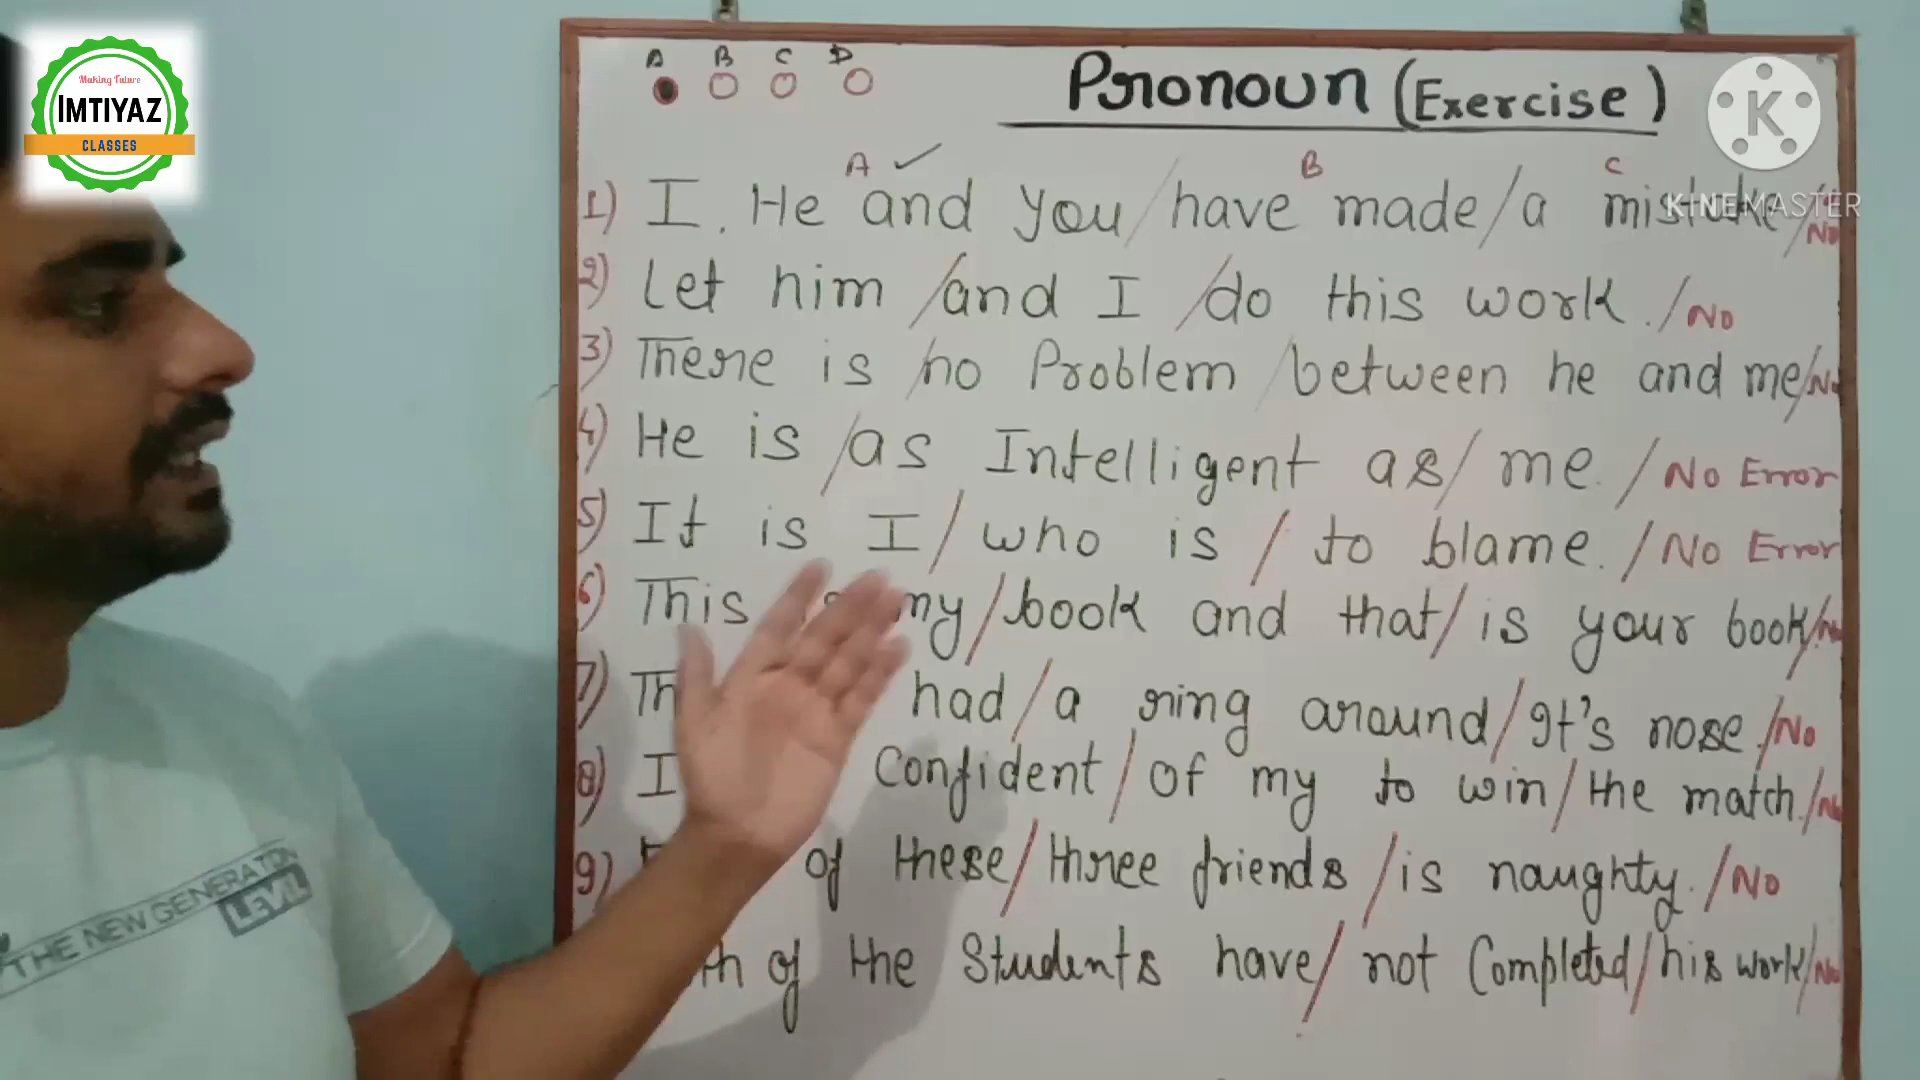 Making Future
IMTIYAZ
CLASSES
A B C D
Pronoun (Exercise)
K
KINEMASTER
A ✓ B C
1) I. He and you / have made / a mistake / No
2) Let him / and I / do this work. / No
3) There is / no Problem / between he and me / No
4) He is / as Intelligent as / me. / No Error
5) It is I / who is / to blame. / No Error
6) This my / book and that / is your book / No
7) Th had / a ring around / It's nose. / No
8) I Confident / of my to win / the match. / No
9) of these / three friends / is naughty. / No
th of the Students have / not Completed / his work / No
THE NEW GENERATION
LEVIL